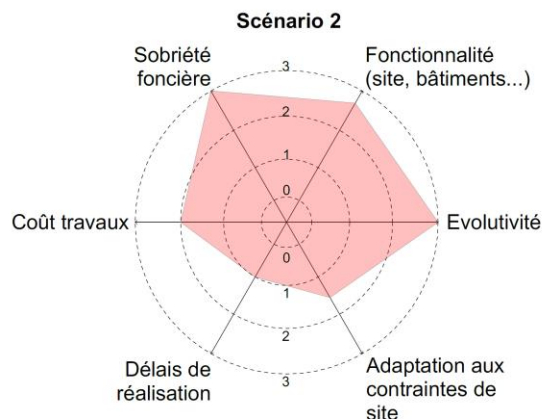 Scénario 2
Sobriété
foncière
Fonctionnalité
(site, bâtiments...)
3
2
1
0
Coût travaux
Evolutivité
0
1
2
3
Délais de
réalisation
Adaptation aux
contraintes de
site